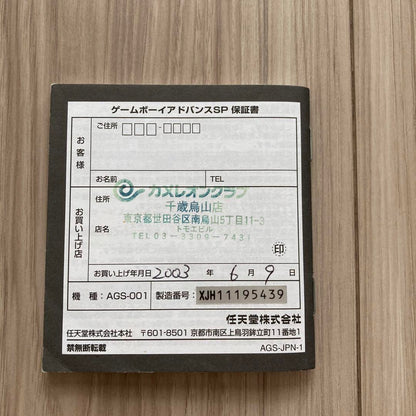 ゲームボーイアドバンスSP 保証書
お客様
ご住所 □□□-□□□□
お名前 TEL
お買い上げ店
住所
店名
カメレオンクラブ
千歳烏山店
東京都世田谷区南烏山5丁目11-3
トモエビル
TEL 03-3309-7431
印
お買い上げ年月日 2003 年 6 月 9 日
機種：AGS-001 製造番号：XJH11195439
任天堂株式会社
任天堂株式会社本社 〒601-8501 京都市南区上鳥羽鉾立町11番地1
禁無断転載 AGS-JPN-1